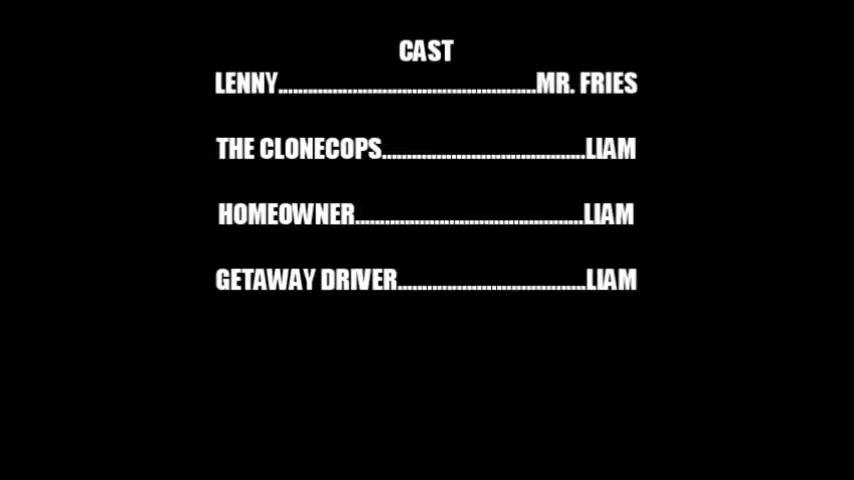 CAST
LENNY....................................................MR. FRIES
THE CLONECOPS.........................................LIAM
HOMEOWNER..............................................LIAM
GETAWAY DRIVER......................................LIAM